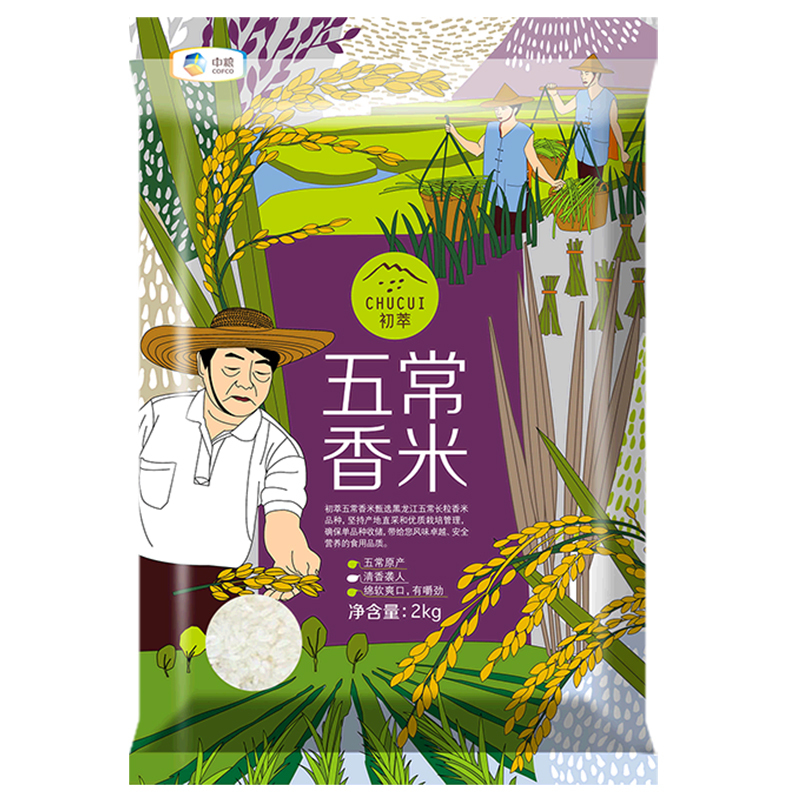 中粮
COFCO
CHUCUI
初萃
五常
香米
初萃五常香米甄选黑龙江五常长粒香米
品种，坚持产地直采和优质栽培管理，
确保单品种收储，带给您风味卓越、安全
营养的食用品质。
五常原产
清香袭人
绵软爽口，有嚼劲
净含量：2kg